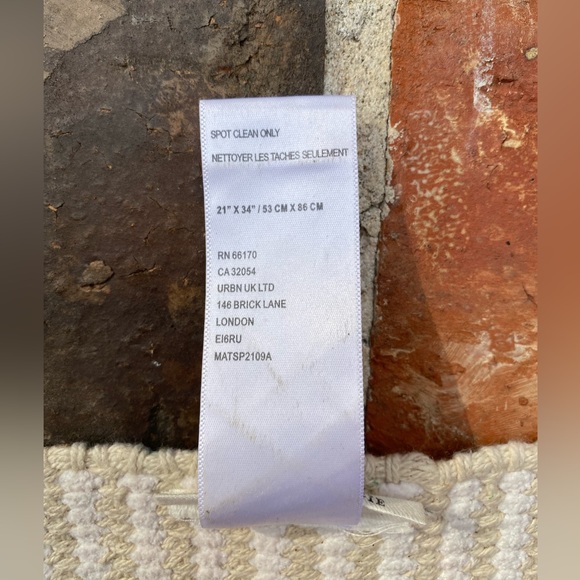 SPOT CLEAN ONLY
NETTOYER LES TACHES SEULEMENT
21" X 34" / 53 CM X 86 CM
RN 66170
CA 32054
URBN UK LTD
146 BRICK LANE
LONDON
EI6RU
MATSP2109A